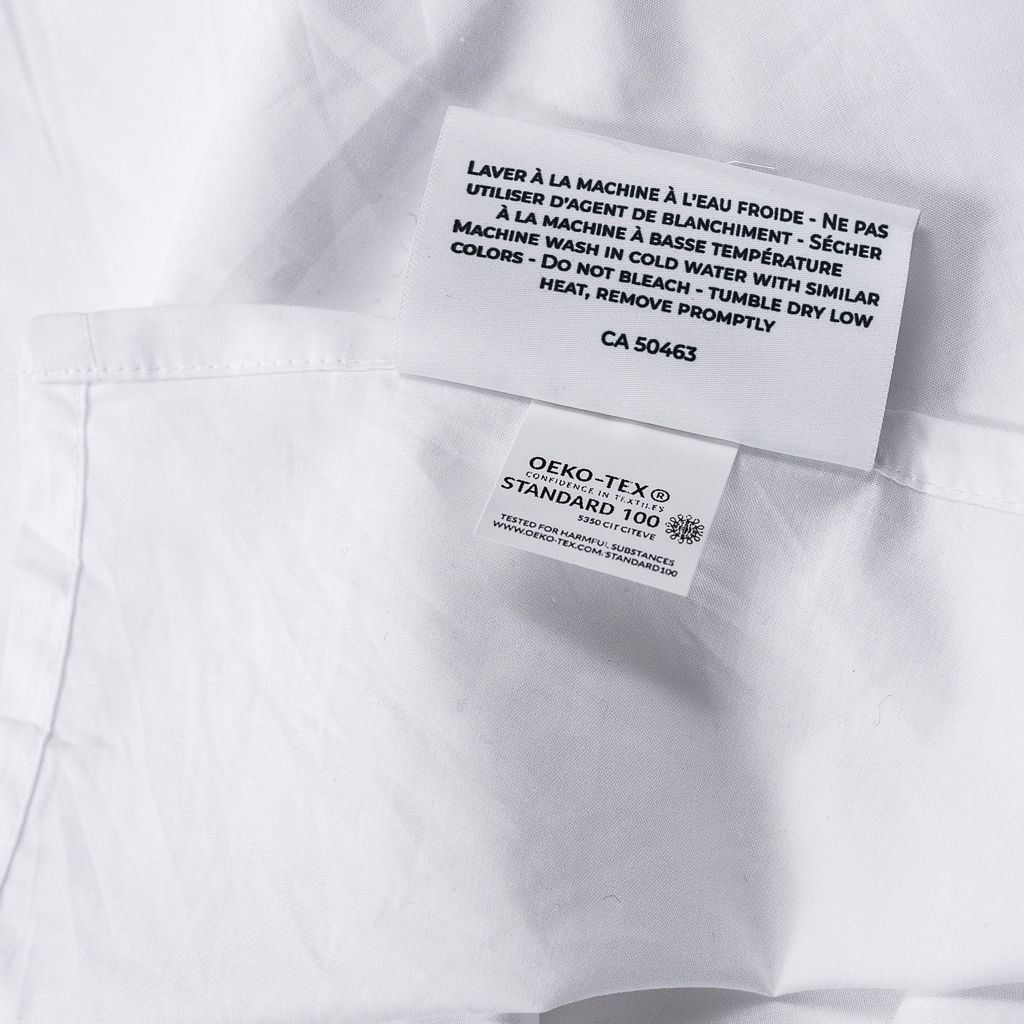 Laver à la machine à l'eau froide - Ne pas
utiliser d'agent de blanchiment - Sécher
à la machine à basse température
Machine wash in cold water with similar
colors - Do not bleach - Tumble dry low
heat, remove promptly
CA 50463
OEKO-TEX®
CONFIDENCE IN TEXTILES
STANDARD 100
5350 CIT CITEVE
TESTED FOR HARMFUL SUBSTANCES
WWW.OEKO-TEX.COM/STANDARD100